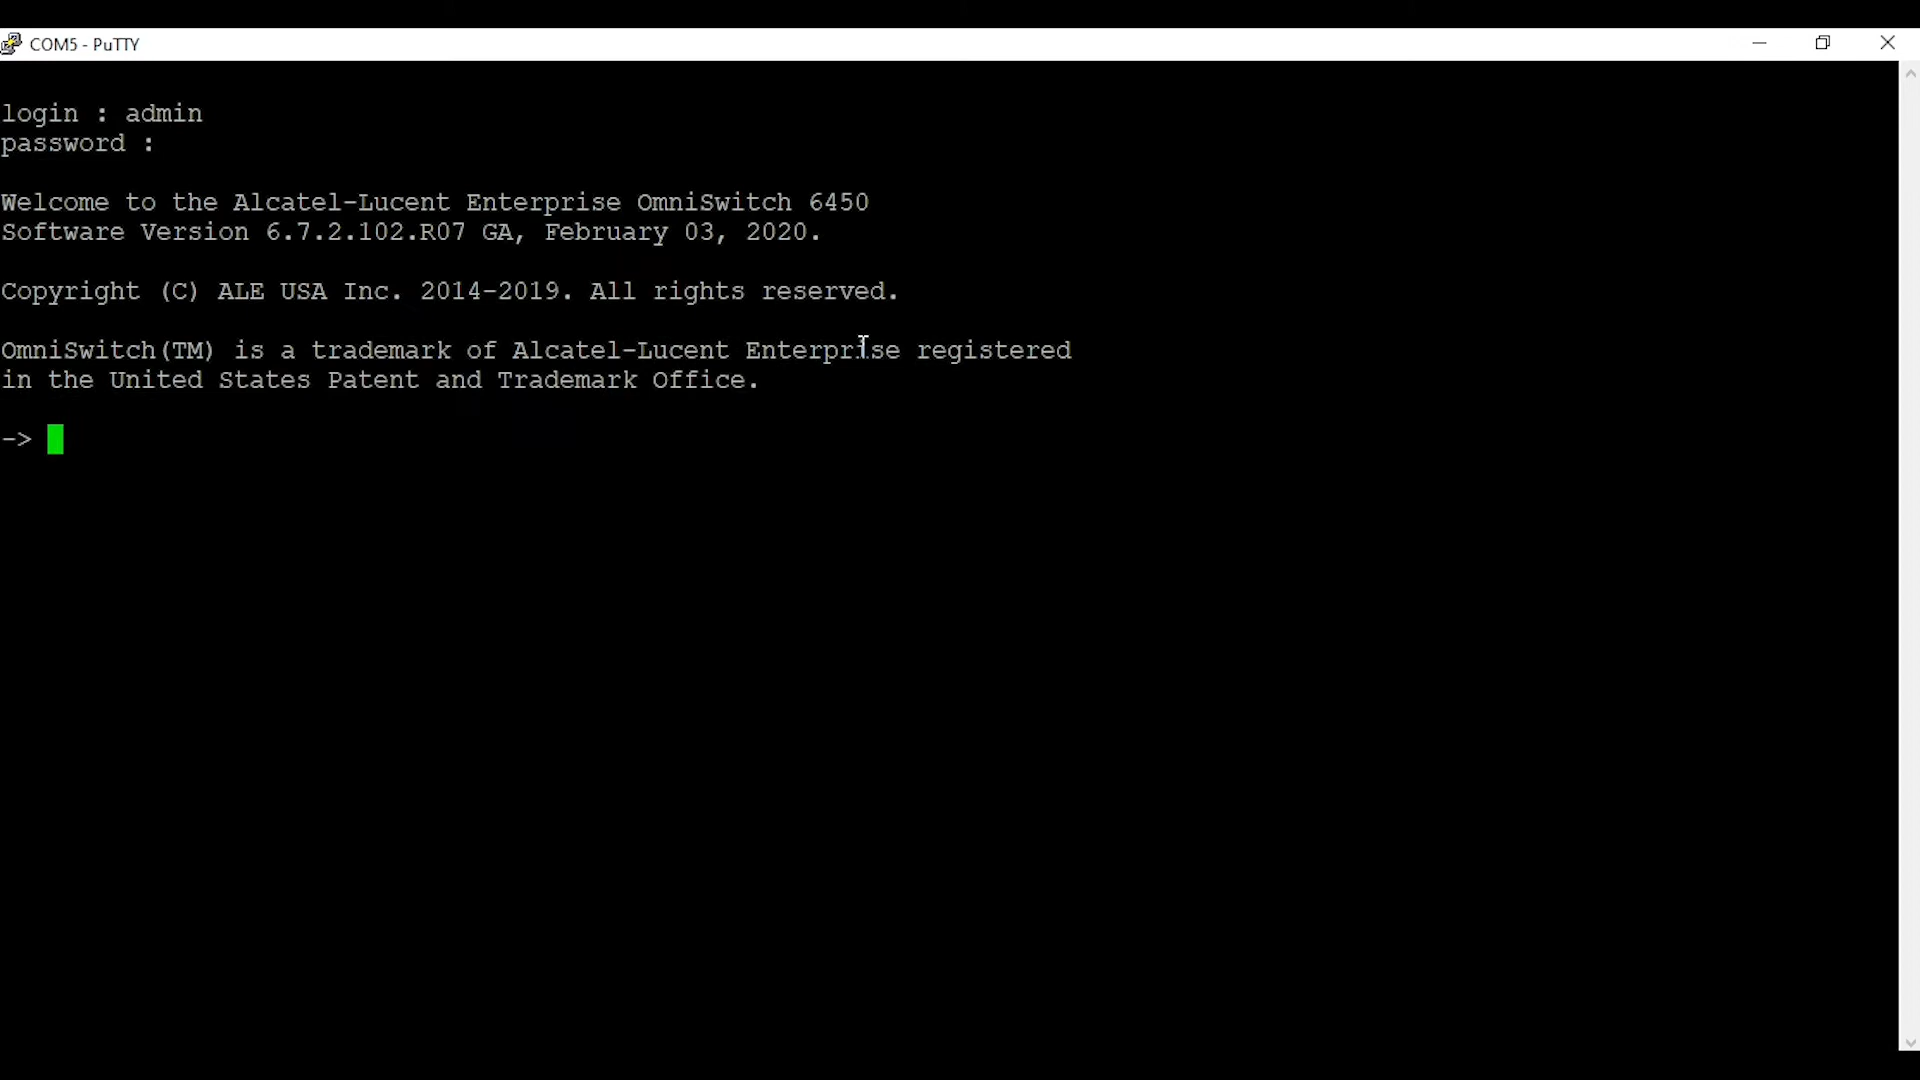 COM5 - PuTTY
login : admin
password :
Welcome to the Alcatel-Lucent Enterprise OmniSwitch 6450
Software Version 6.7.2.102.R07 GA, February 03, 2020.
Copyright (C) ALE USA Inc. 2014-2019. All rights reserved.
OmniSwitch(TM) is a trademark of Alcatel-Lucent Enterprise registered
in the United States Patent and Trademark Office.
->